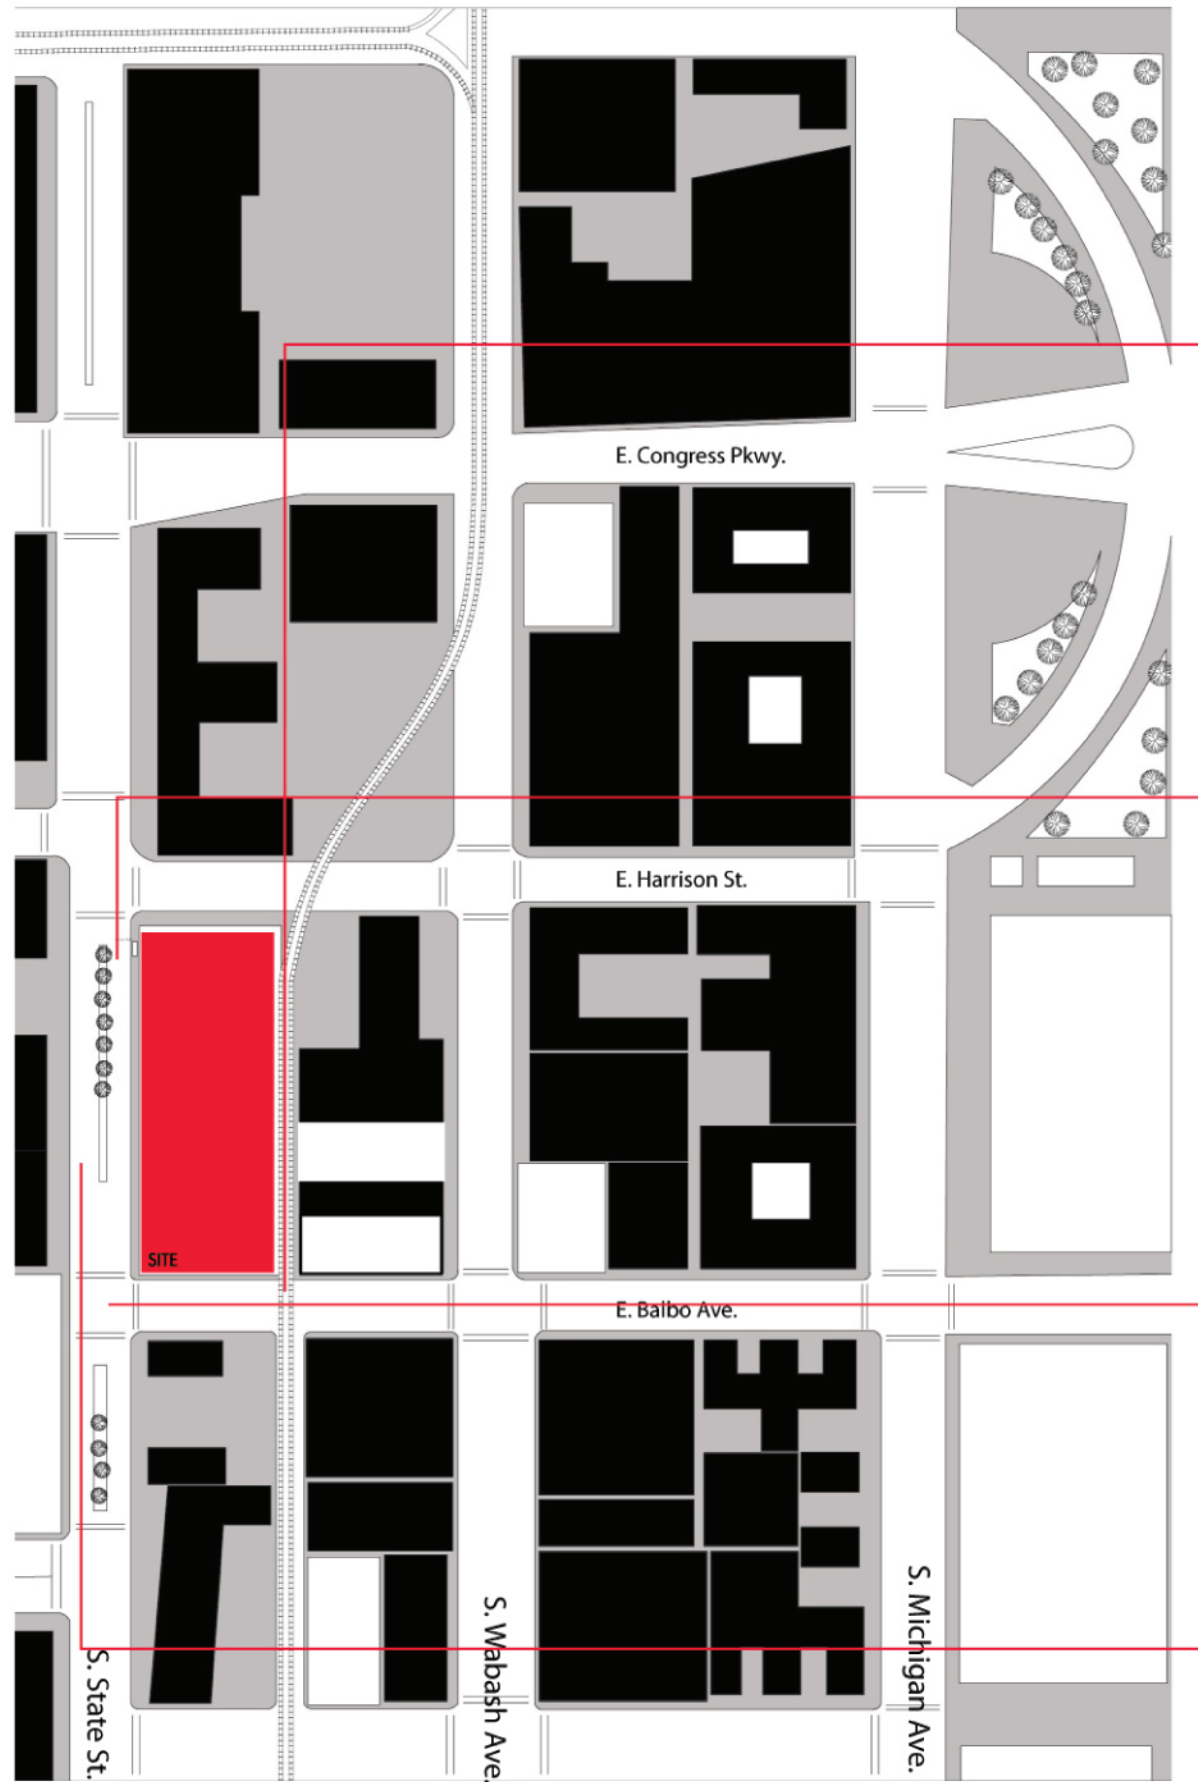 E. Congress Pkwy.
E. Harrison St.
SITE
E. Balbo Ave.
S. State St.
S. Wabash Ave.
S. Michigan Ave.